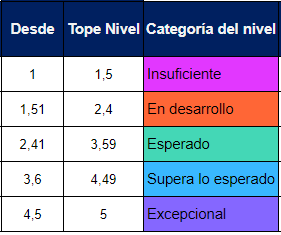 Desde Tope Nivel Categoría del nivel
1 1,5 Insuficiente
1,51 2,4 En desarrollo
2,41 3,59 Esperado
3,6 4,49 Supera lo esperado
4,5 5 Excepcional